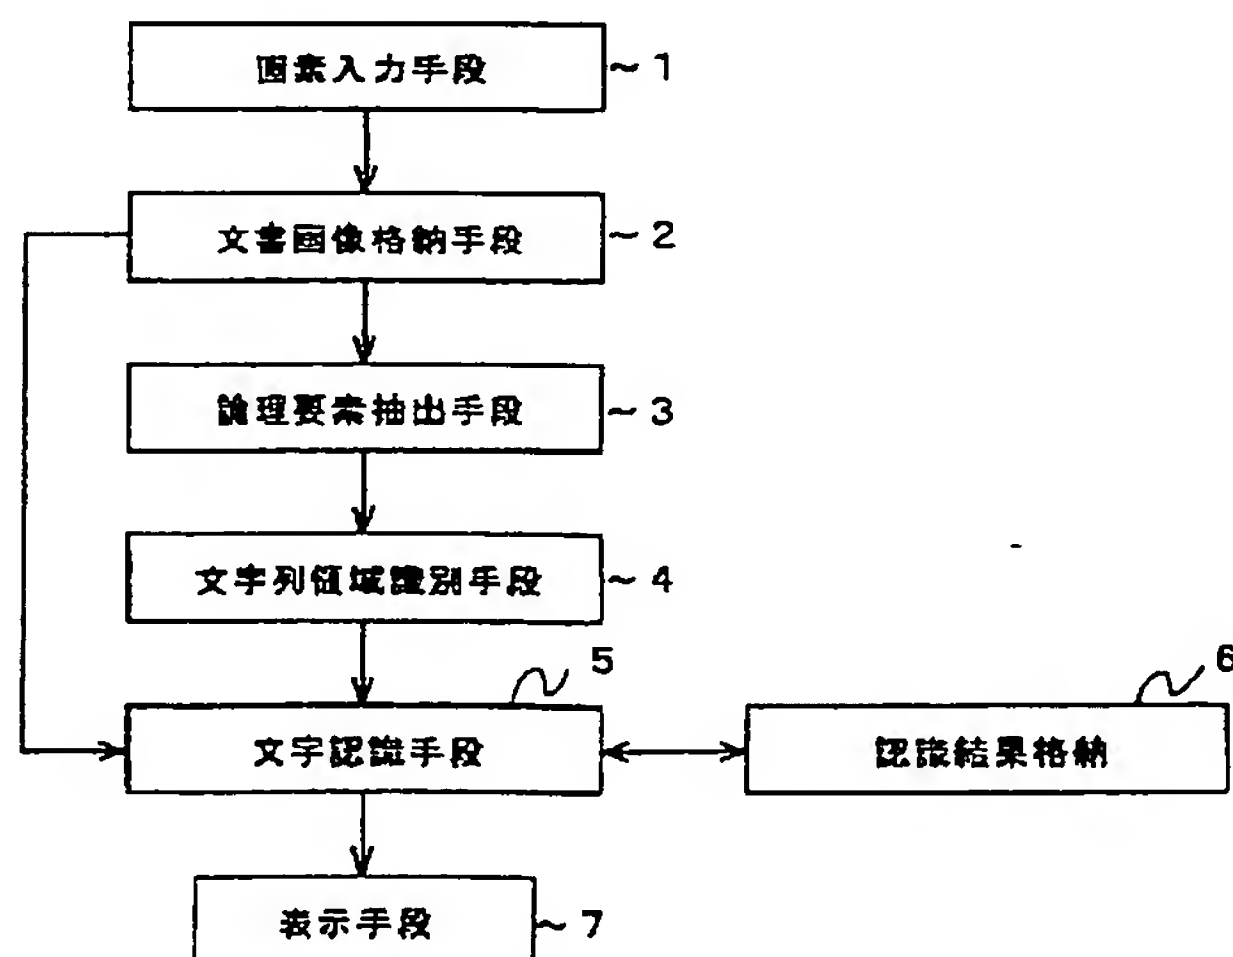 画素入力手段 ~1
文書画像格納手段 ~2
論理要素抽出手段 ~3
文字列領域識別手段 ~4
文字認識手段 5
認識結果格納 6
表示手段 ~7